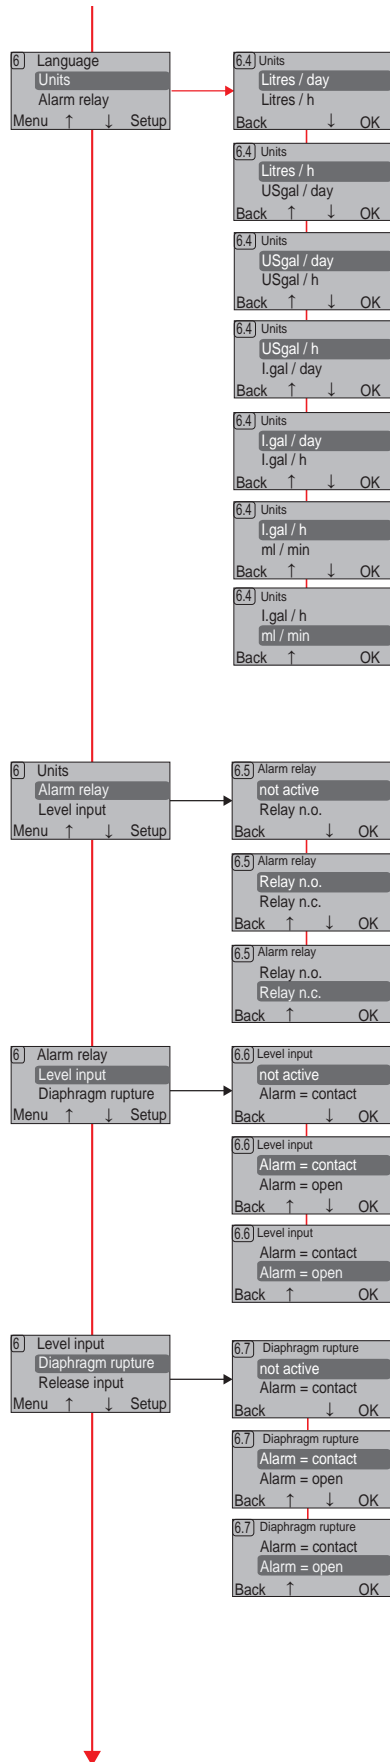 6 Language
Units
Alarm relay
Menu ↑ ↓ Setup
6.4 Units
Litres / day
Litres / h
Back ↓ OK
6.4 Units
Litres / h
USgal / day
Back ↑ ↓ OK
6.4 Units
USgal / day
USgal / h
Back ↑ ↓ OK
6.4 Units
USgal / h
I.gal / day
Back ↑ ↓ OK
6.4 Units
I.gal / day
I.gal / h
Back ↑ ↓ OK
6.4 Units
I.gal / h
ml / min
Back ↑ ↓ OK
6.4 Units
I.gal / h
ml / min
Back ↑ OK
6 Units
Alarm relay
Level input
Menu ↑ ↓ Setup
6.5 Alarm relay
not active
Relay n.o.
Back ↓ OK
6.5 Alarm relay
Relay n.o.
Relay n.c.
Back ↑ ↓ OK
6.5 Alarm relay
Relay n.o.
Relay n.c.
Back ↑ OK
6 Alarm relay
Level input
Diaphragm rupture
Menu ↑ ↓ Setup
6.6 Level input
not active
Alarm = contact
Back ↓ OK
6.6 Level input
Alarm = contact
Alarm = open
Back ↑ ↓ OK
6.6 Level input
Alarm = contact
Alarm = open
Back ↑ OK
6 Level input
Diaphragm rupture
Release input
Menu ↑ ↓ Setup
6.7 Diaphragm rupture
not active
Alarm = contact
Back ↓ OK
6.7 Diaphragm rupture
Alarm = contact
Alarm = open
Back ↑ ↓ OK
6.7 Diaphragm rupture
Alarm = contact
Alarm = open
Back ↑ OK